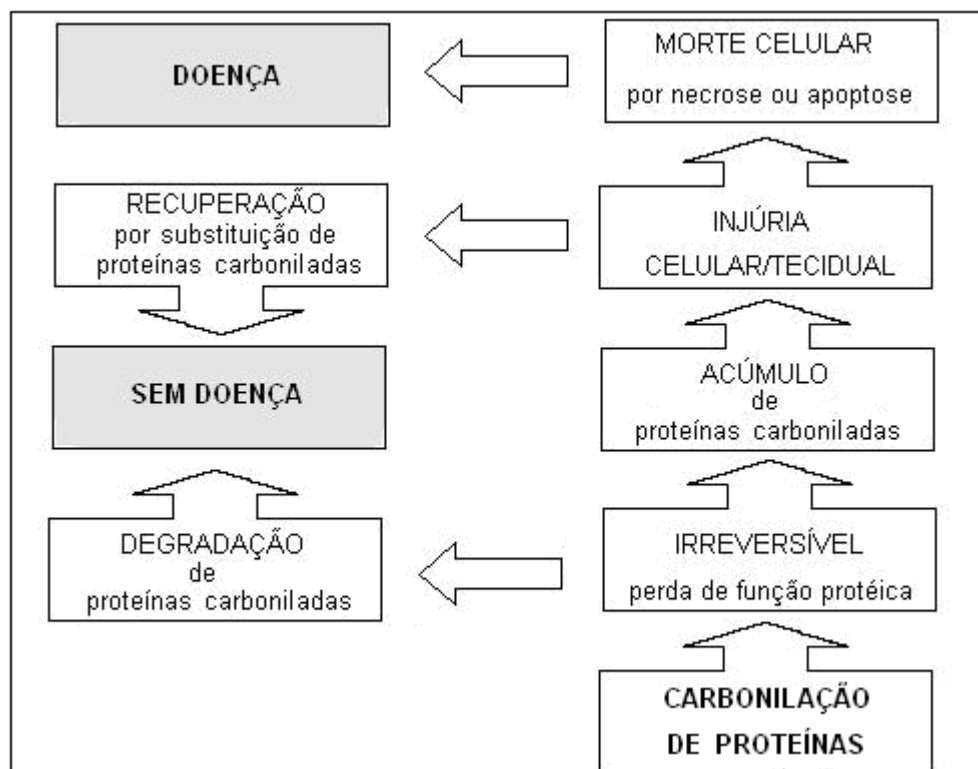 DOENÇA
MORTE CELULAR
por necrose ou apoptose
RECUPERAÇÃO
por substituição de
proteínas carboniladas
INJÚRIA
CELULAR/TECIDUAL
SEM DOENÇA
ACÚMULO
de
proteínas carboniladas
DEGRADAÇÃO
de
proteínas carboniladas
IRREVERSÍVEL
perda de função protéica
CARBONILAÇÃO
DE PROTEÍNAS